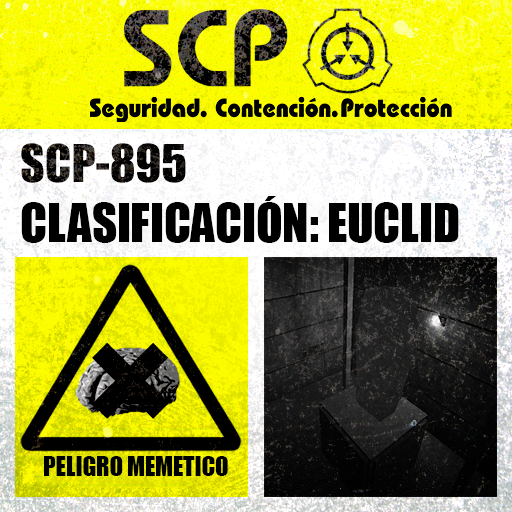 SCP
Seguridad. Contención. Protección
SCP-895
CLASIFICACIÓN: EUCLID
PELIGRO MEMETICO